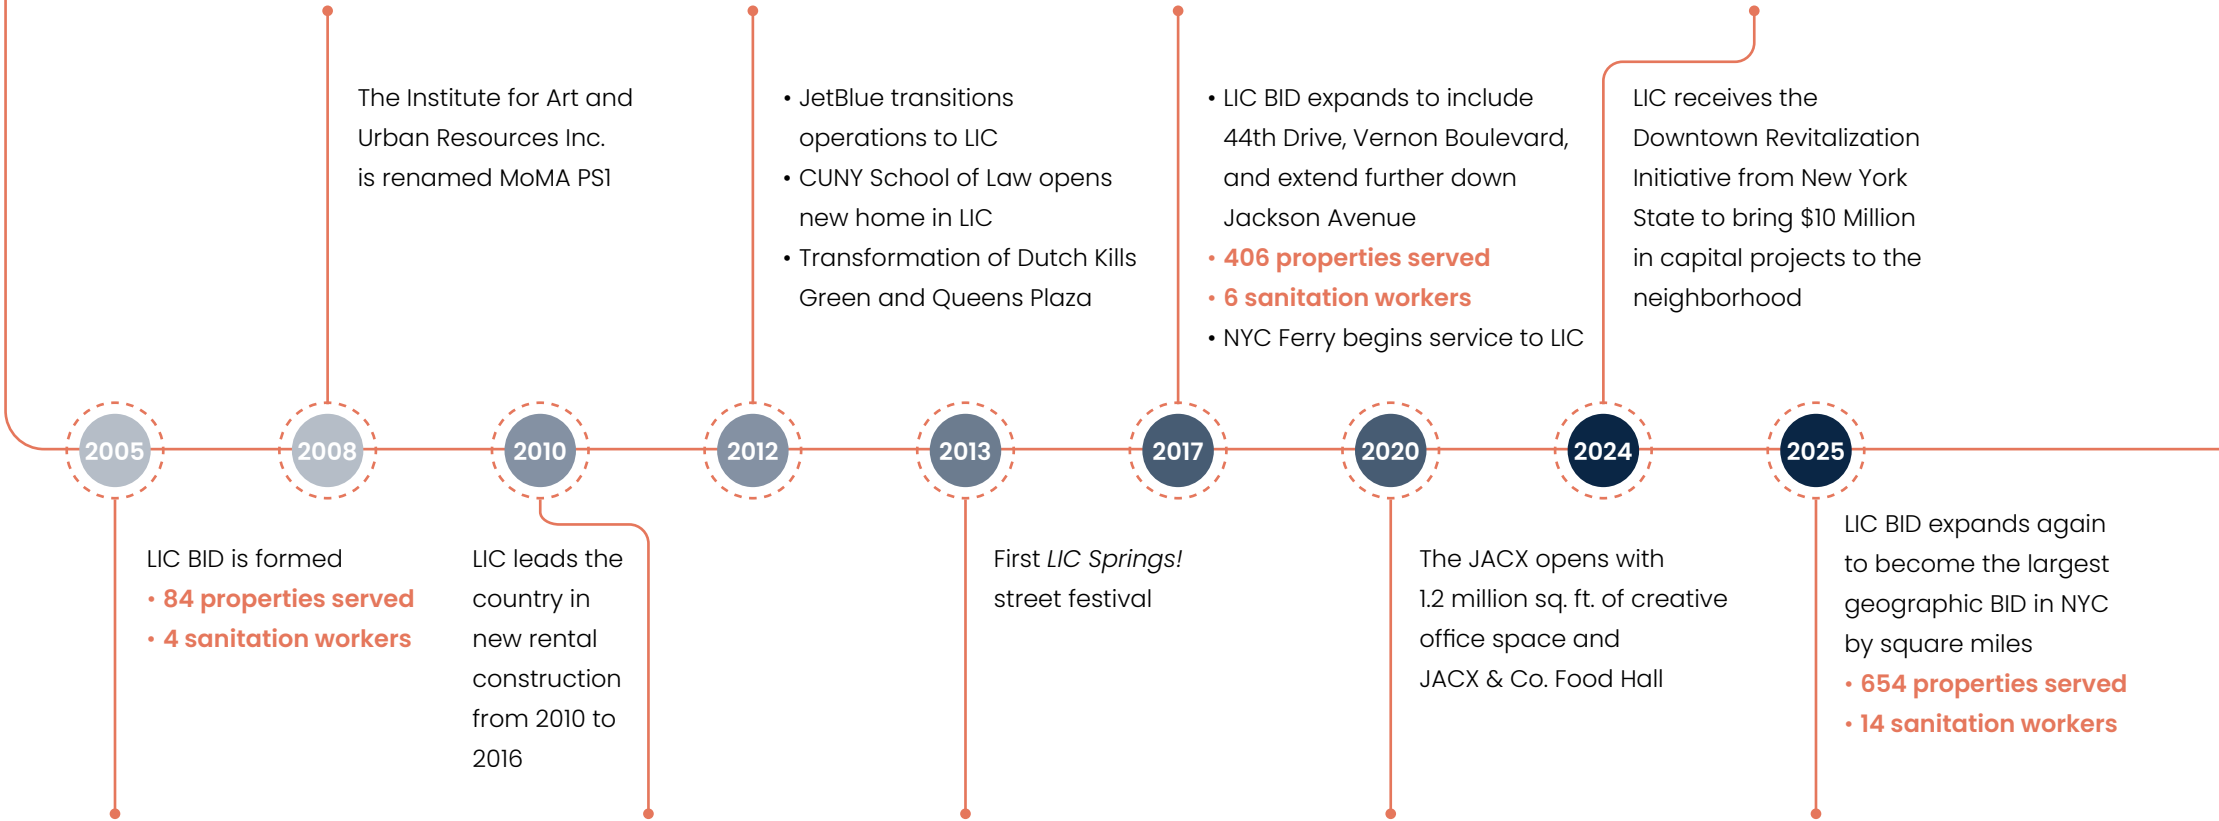 The Institute for Art and
Urban Resources Inc.
is renamed MoMA PS1
• JetBlue transitions
operations to LIC
• CUNY School of Law opens
new home in LIC
• Transformation of Dutch Kills
Green and Queens Plaza
• LIC BID expands to include
44th Drive, Vernon Boulevard,
and extend further down
Jackson Avenue
• 406 properties served
• 6 sanitation workers
• NYC Ferry begins service to LIC
LIC receives the
Downtown Revitalization
Initiative from New York
State to bring $10 Million
in capital projects to the
neighborhood
2005
2008
2010
2012
2013
2017
2020
2024
2025
LIC BID is formed
• 84 properties served
• 4 sanitation workers
LIC leads the
country in
new rental
construction
from 2010 to
2016
First LIC Springs!
street festival
The JACX opens with
1.2 million sq. ft. of creative
office space and
JACX & Co. Food Hall
LIC BID expands again
to become the largest
geographic BID in NYC
by square miles
• 654 properties served
• 14 sanitation workers